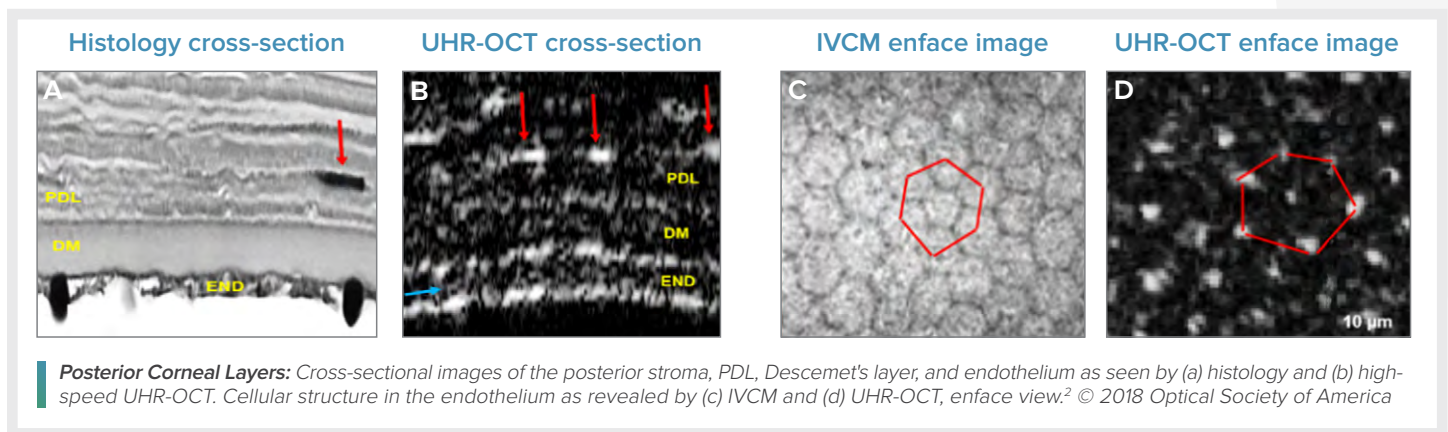 Histology cross-section
UHR-OCT cross-section
IVCM enface image
UHR-OCT enface image
A
PDL
DM
END
B
PDL
DM
END
C
D
10 µm
Posterior Corneal Layers: Cross-sectional images of the posterior stroma, PDL, Descemet's layer, and endothelium as seen by (a) histology and (b) high-
speed UHR-OCT. Cellular structure in the endothelium as revealed by (c) IVCM and (d) UHR-OCT, enface view.² © 2018 Optical Society of America